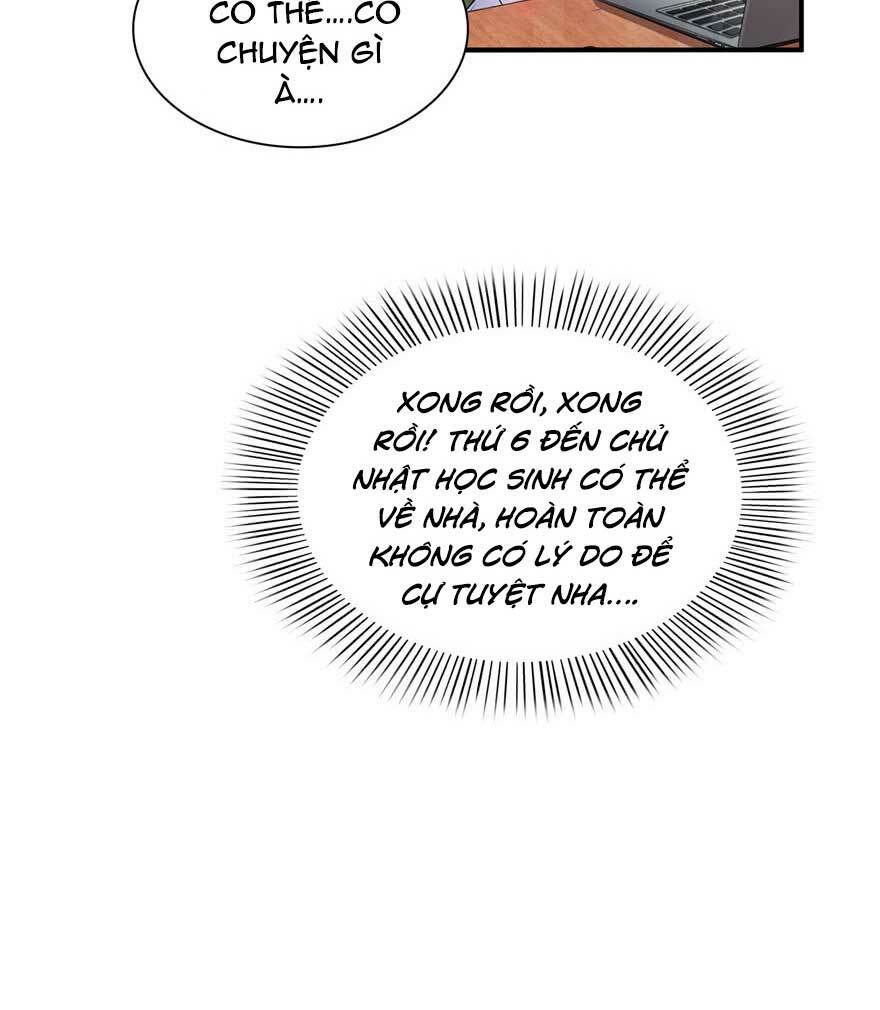 CÓ THỂ....CÓ
CHUYỆN GÌ
À....
XONG RỒI, XONG
RỒI! THỨ 6 ĐẾN CHỦ
NHẬT HỌC SINH CÓ THỂ
VỀ NHÀ, HOÀN TOÀN
KHÔNG CÓ LÝ DO ĐỂ
CỰ TUYỆT NHA....